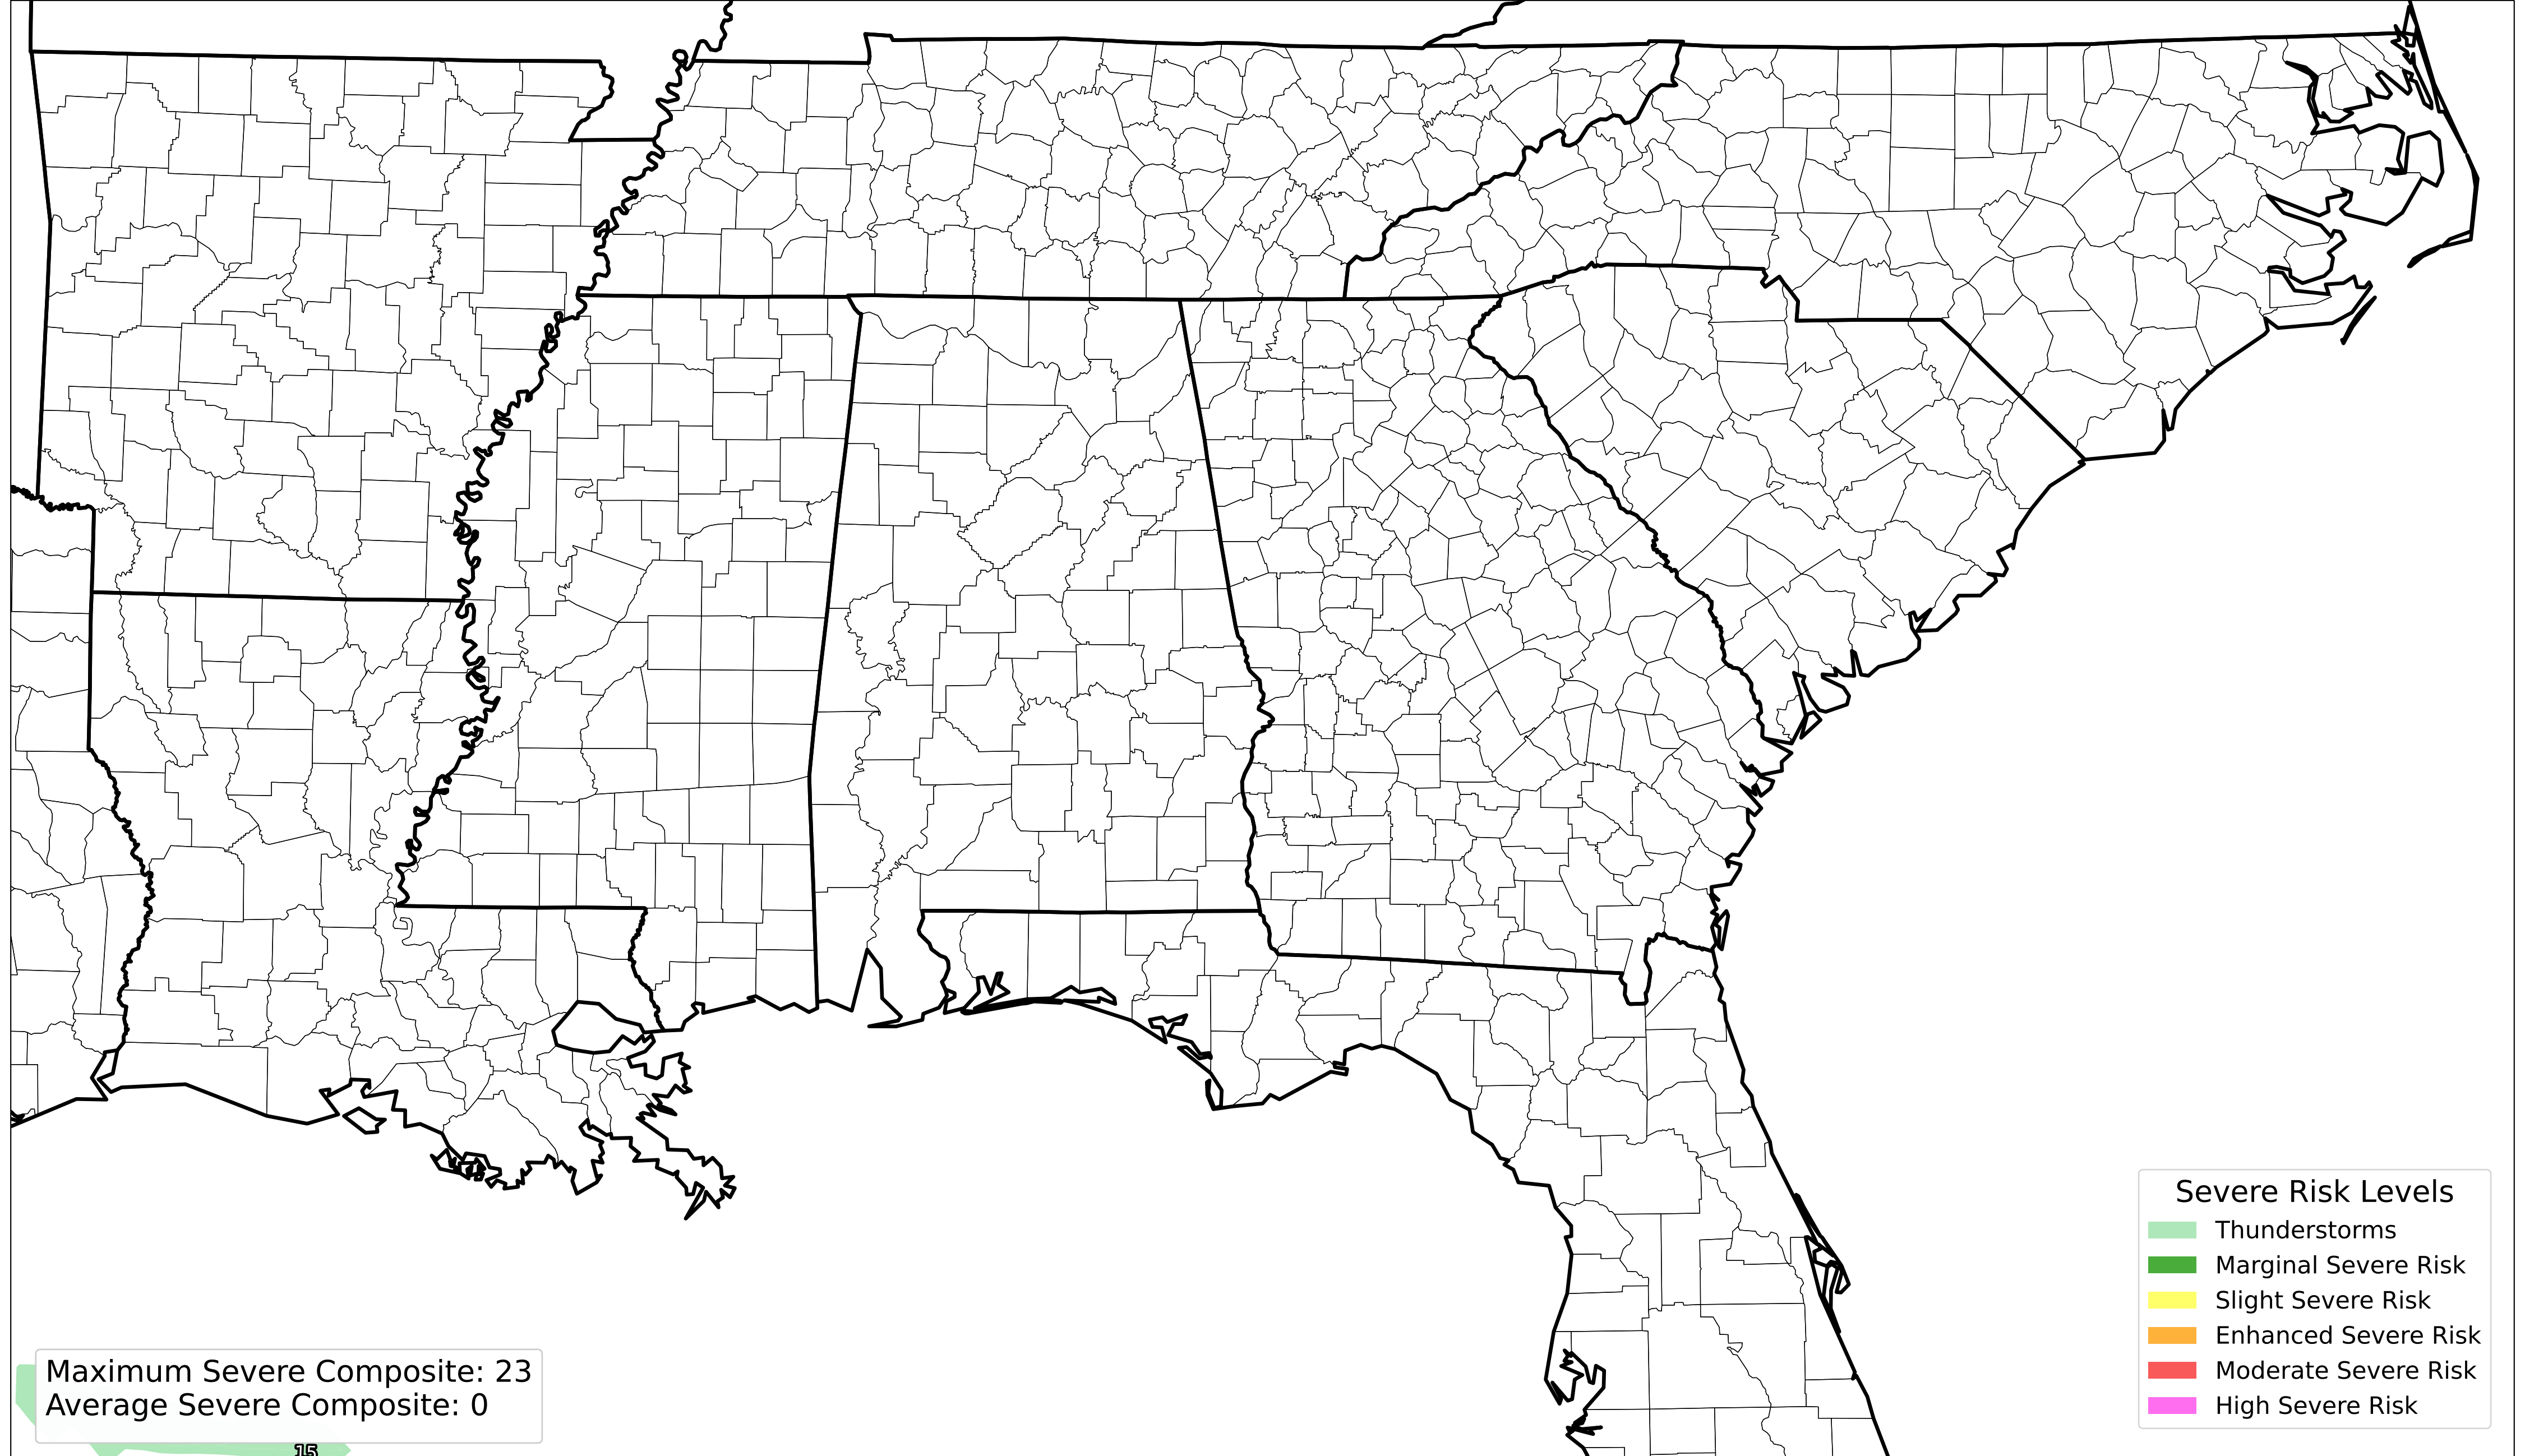 Severe Risk Levels
Thunderstorms
Marginal Severe Risk
Slight Severe Risk
Enhanced Severe Risk
Moderate Severe Risk
High Severe Risk
Maximum Severe Composite: 23
Average Severe Composite: 0
15